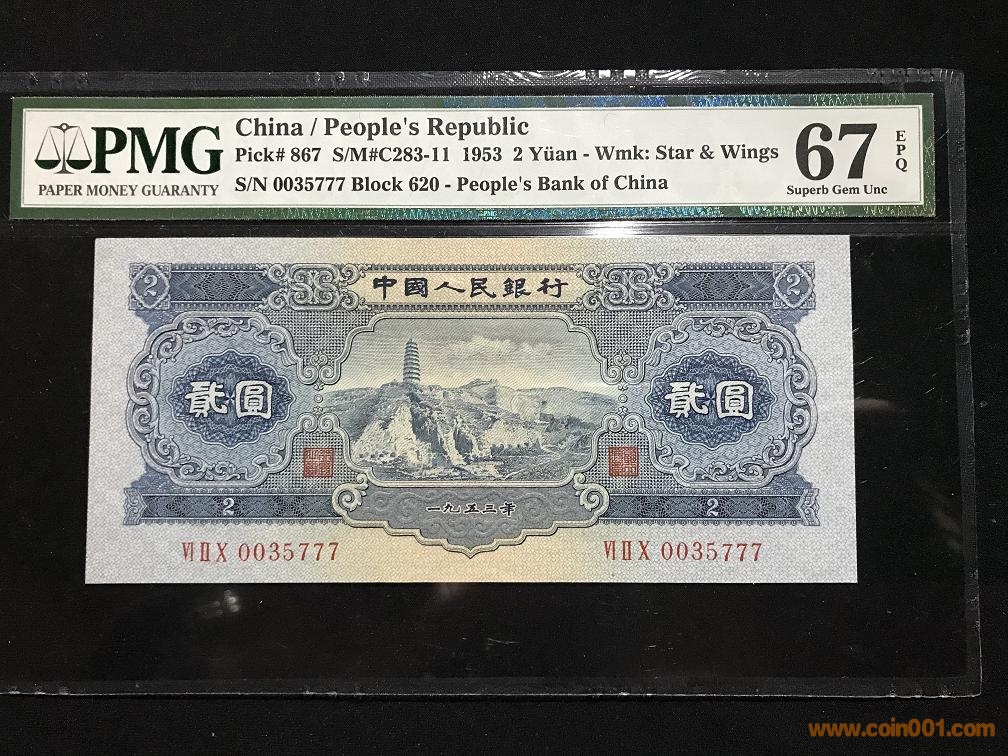 PMG
PAPER MONEY GUARANTY
China / People's Republic
Pick# 867 S/M#C283-11 1953 2 Yüan - Wmk: Star & Wings
S/N 0035777 Block 620 - People's Bank of China
67
EPQ
Superb Gem Unc
PMG
2
中國人民銀行
2
貳圓
貳圓
2
一九五三年
2
VI II X 0035777
VI II X 0035777
www.coin001.com